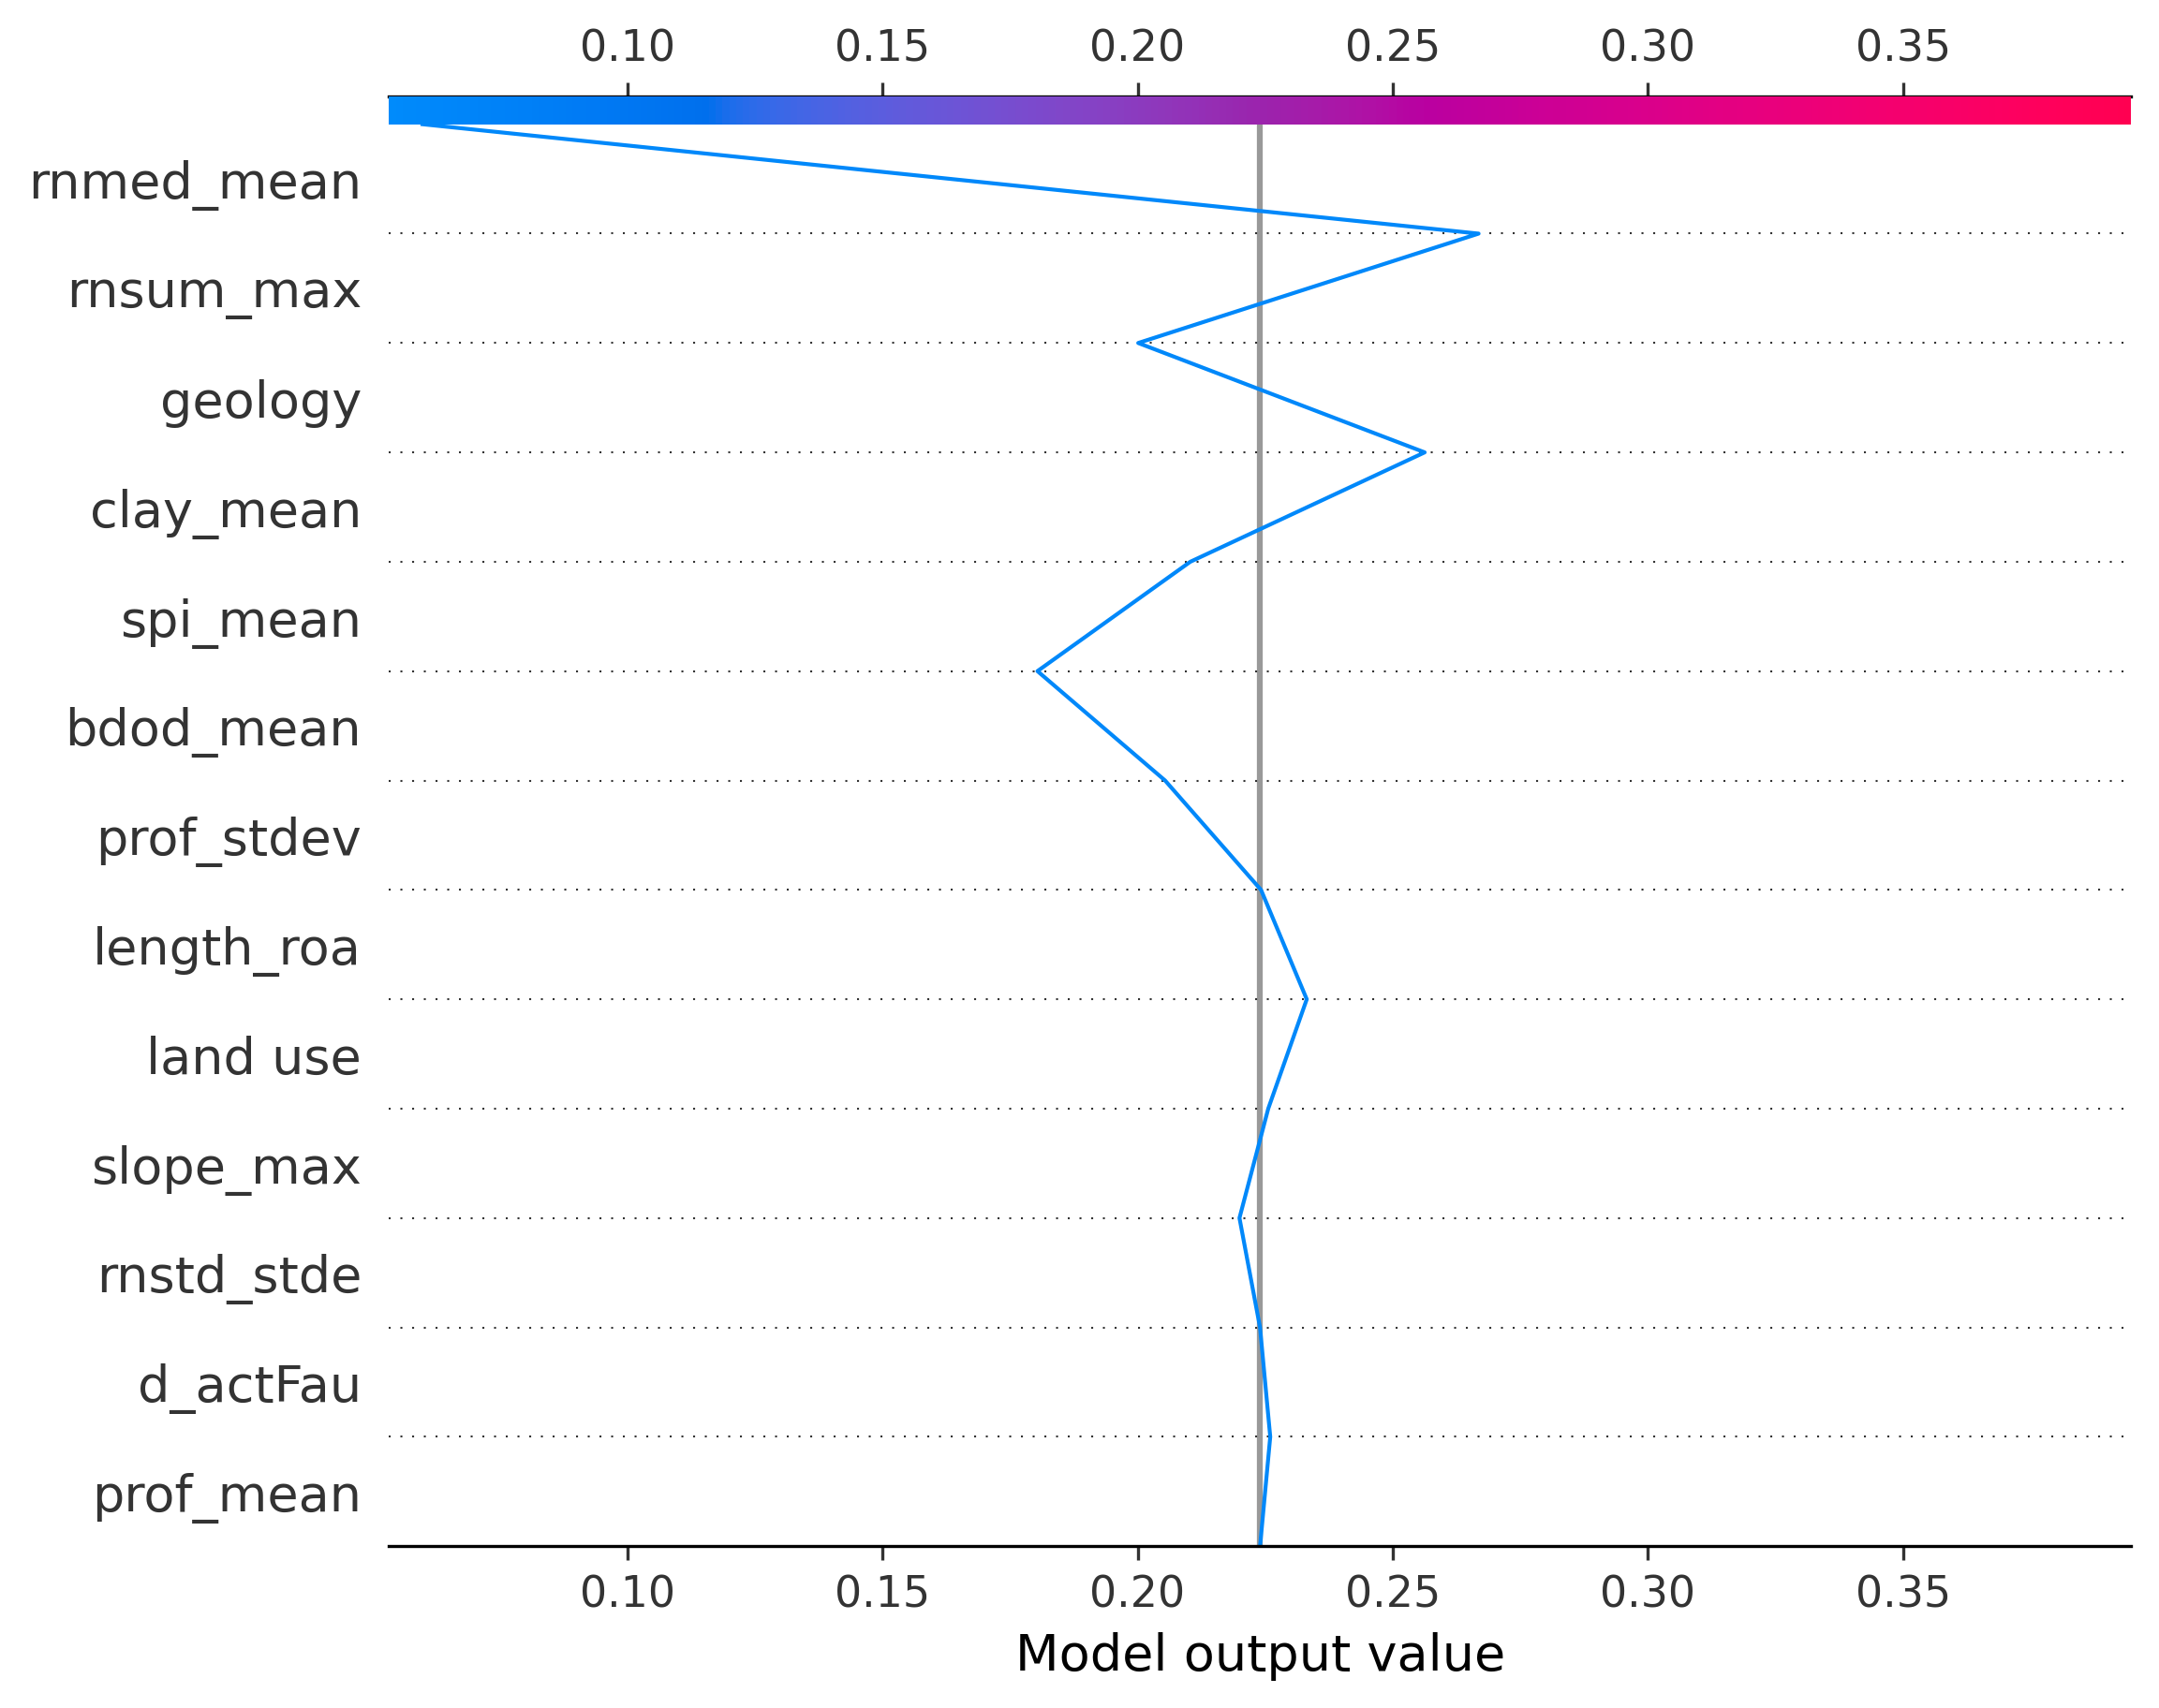 0.10 0.15 0.20 0.25 0.30 0.35
rnmed_mean
rnsum_max
geology
clay_mean
spi_mean
bdod_mean
prof_stdev
length_roa
land use
slope_max
rnstd_stde
d_actFau
prof_mean
0.10 0.15 0.20 0.25 0.30 0.35
Model output value